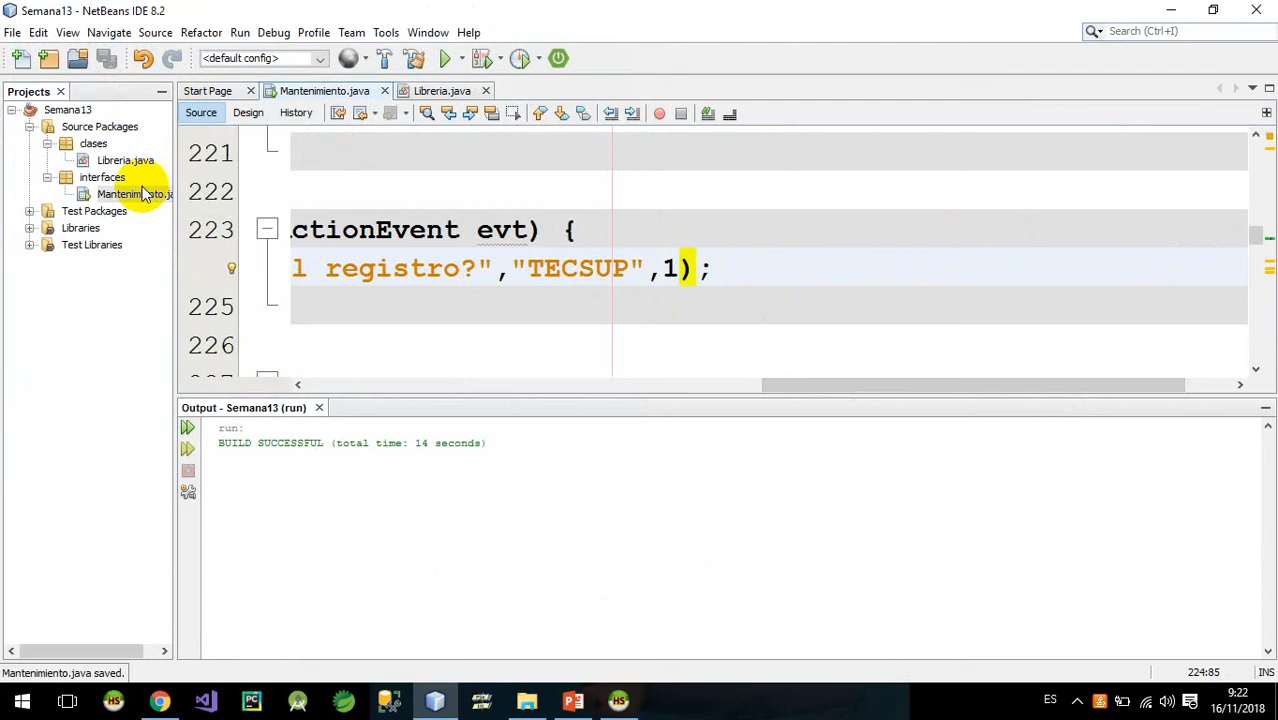 Semana13 - NetBeans IDE 8.2
File Edit View Navigate Source Refactor Run Debug Profile Team Tools Window Help
Search (Ctrl+I)
<default config>
Projects
Start Page Mantenimiento.java Libreria.java
Source Design History
Semana13
Source Packages
clases
Libreria.java
interfaces
Mantenimiento.ja
Test Packages
Libraries
Test Libraries
221
222
223 ctionEvent evt) {
l registro?","TECSUP",1);
225
226
Output - Semana13 (run)
run:
BUILD SUCCESSFUL (total time: 14 seconds)
Mantenimiento.java saved.
224:85 INS
ES
9:22
16/11/2018